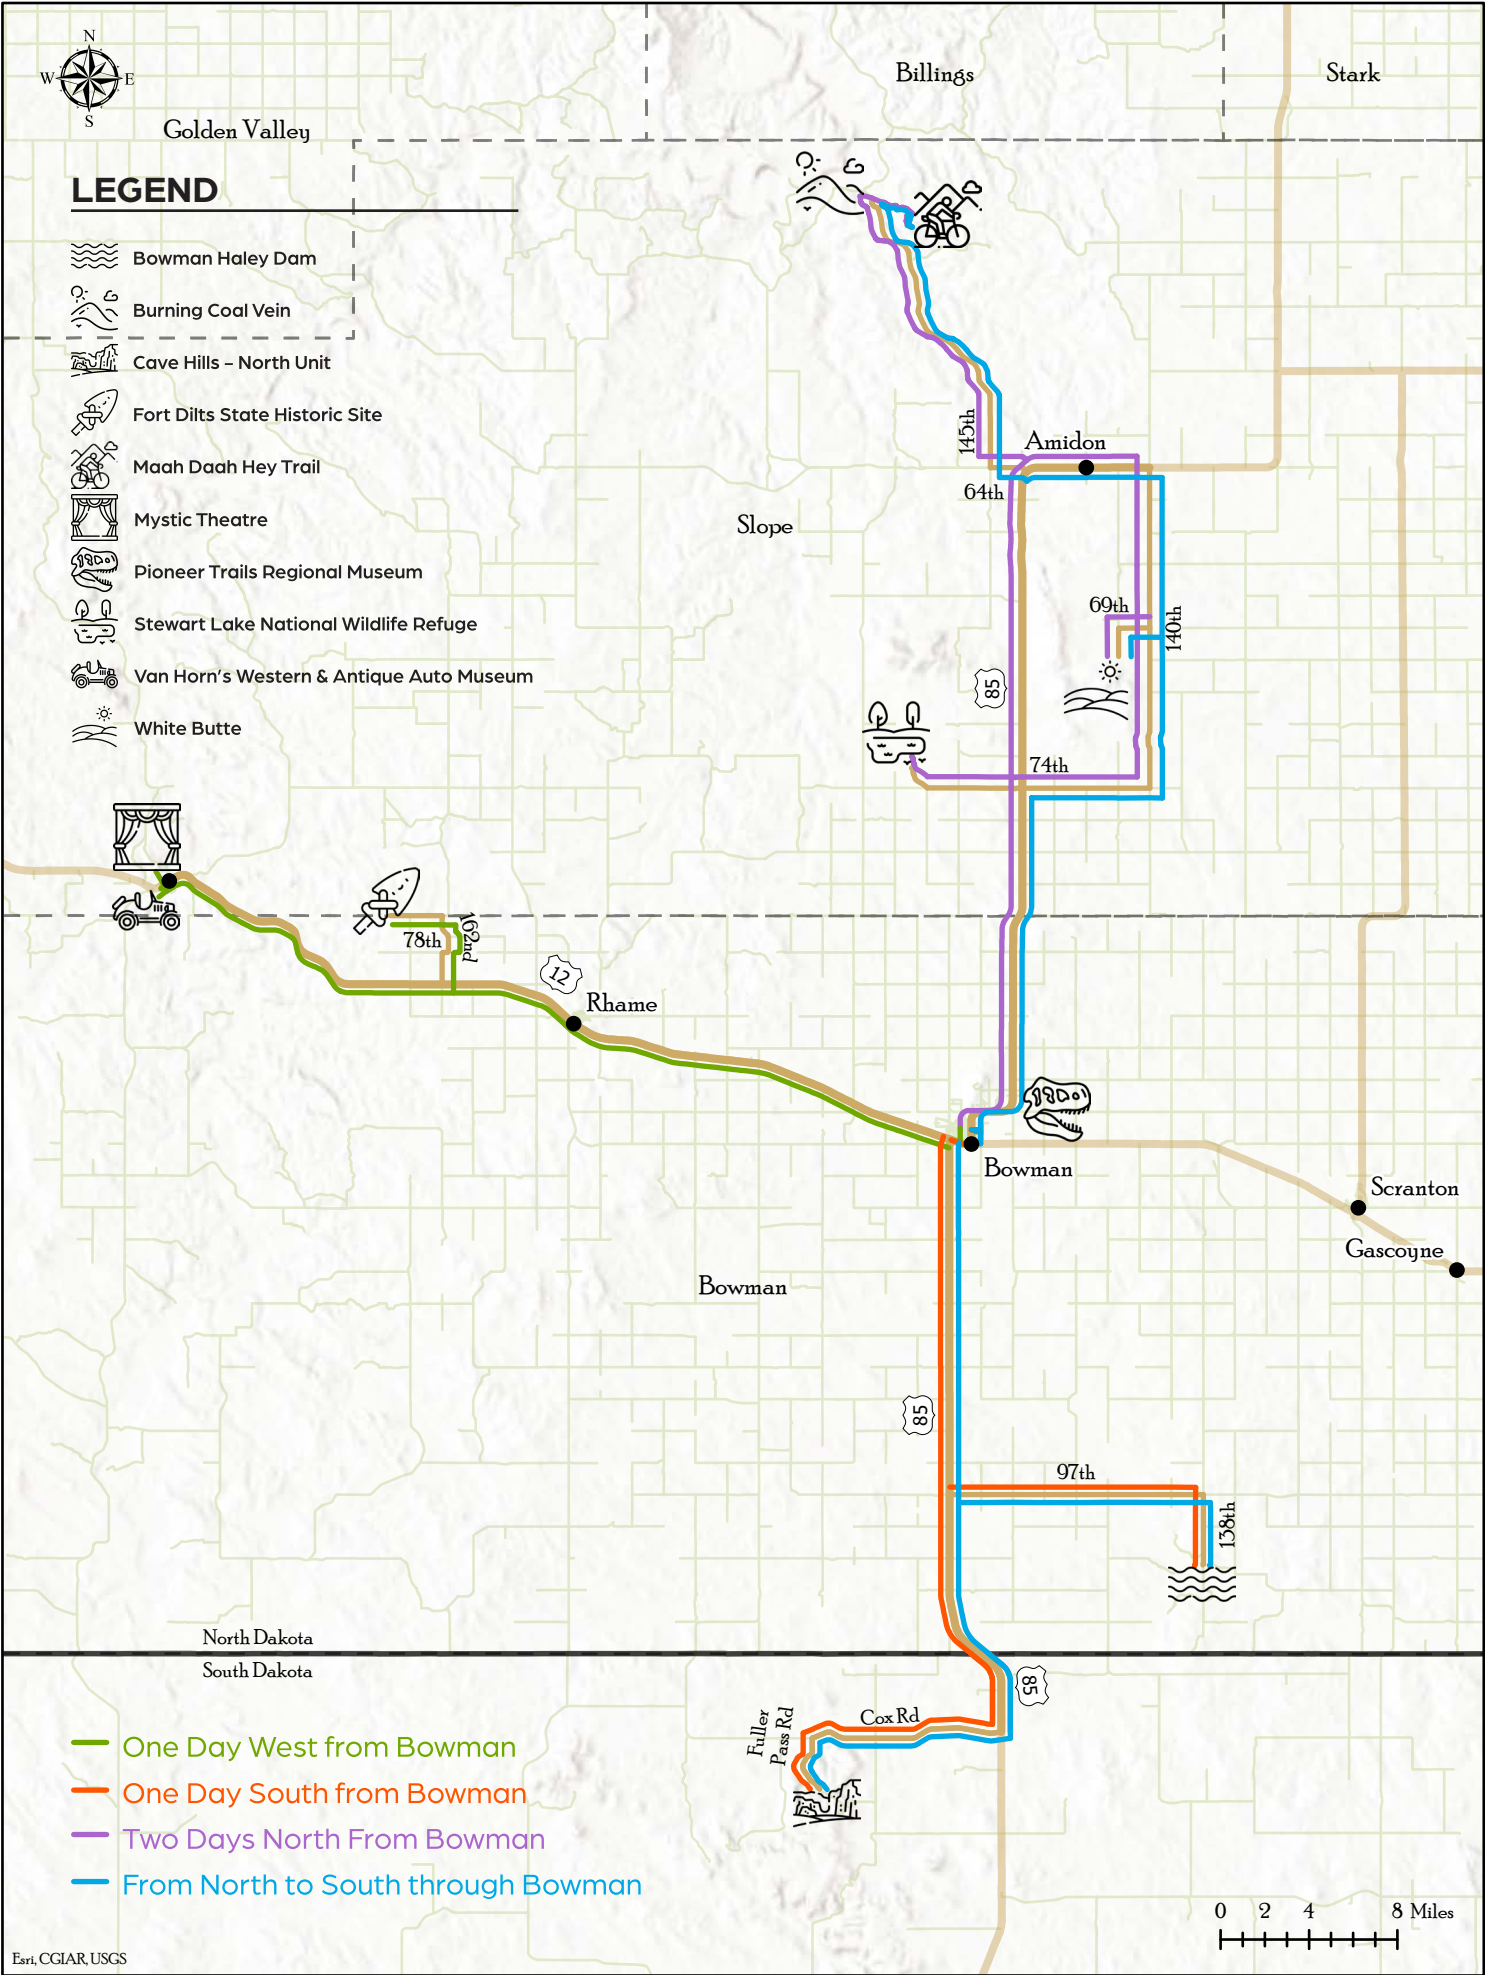 N
W E
S
Golden Valley
Billings
Stark
LEGEND
Bowman Haley Dam
Burning Coal Vein
Cave Hills - North Unit
Fort Dilts State Historic Site
Maah Daah Hey Trail
Mystic Theatre
Pioneer Trails Regional Museum
Stewart Lake National Wildlife Refuge
Van Horn's Western & Antique Auto Museum
White Butte
145th
Amidon
64th
Slope
69th
140th
85
74th
78th
162nd
12
Rhame
Bowman
Scranton
Gascoyne
Bowman
85
97th
138th
North Dakota
South Dakota
85
Fuller
Pass Rd
Cox Rd
One Day West from Bowman
One Day South from Bowman
Two Days North From Bowman
From North to South through Bowman
0 2 4 8 Miles
Esri, CGIAR, USGS